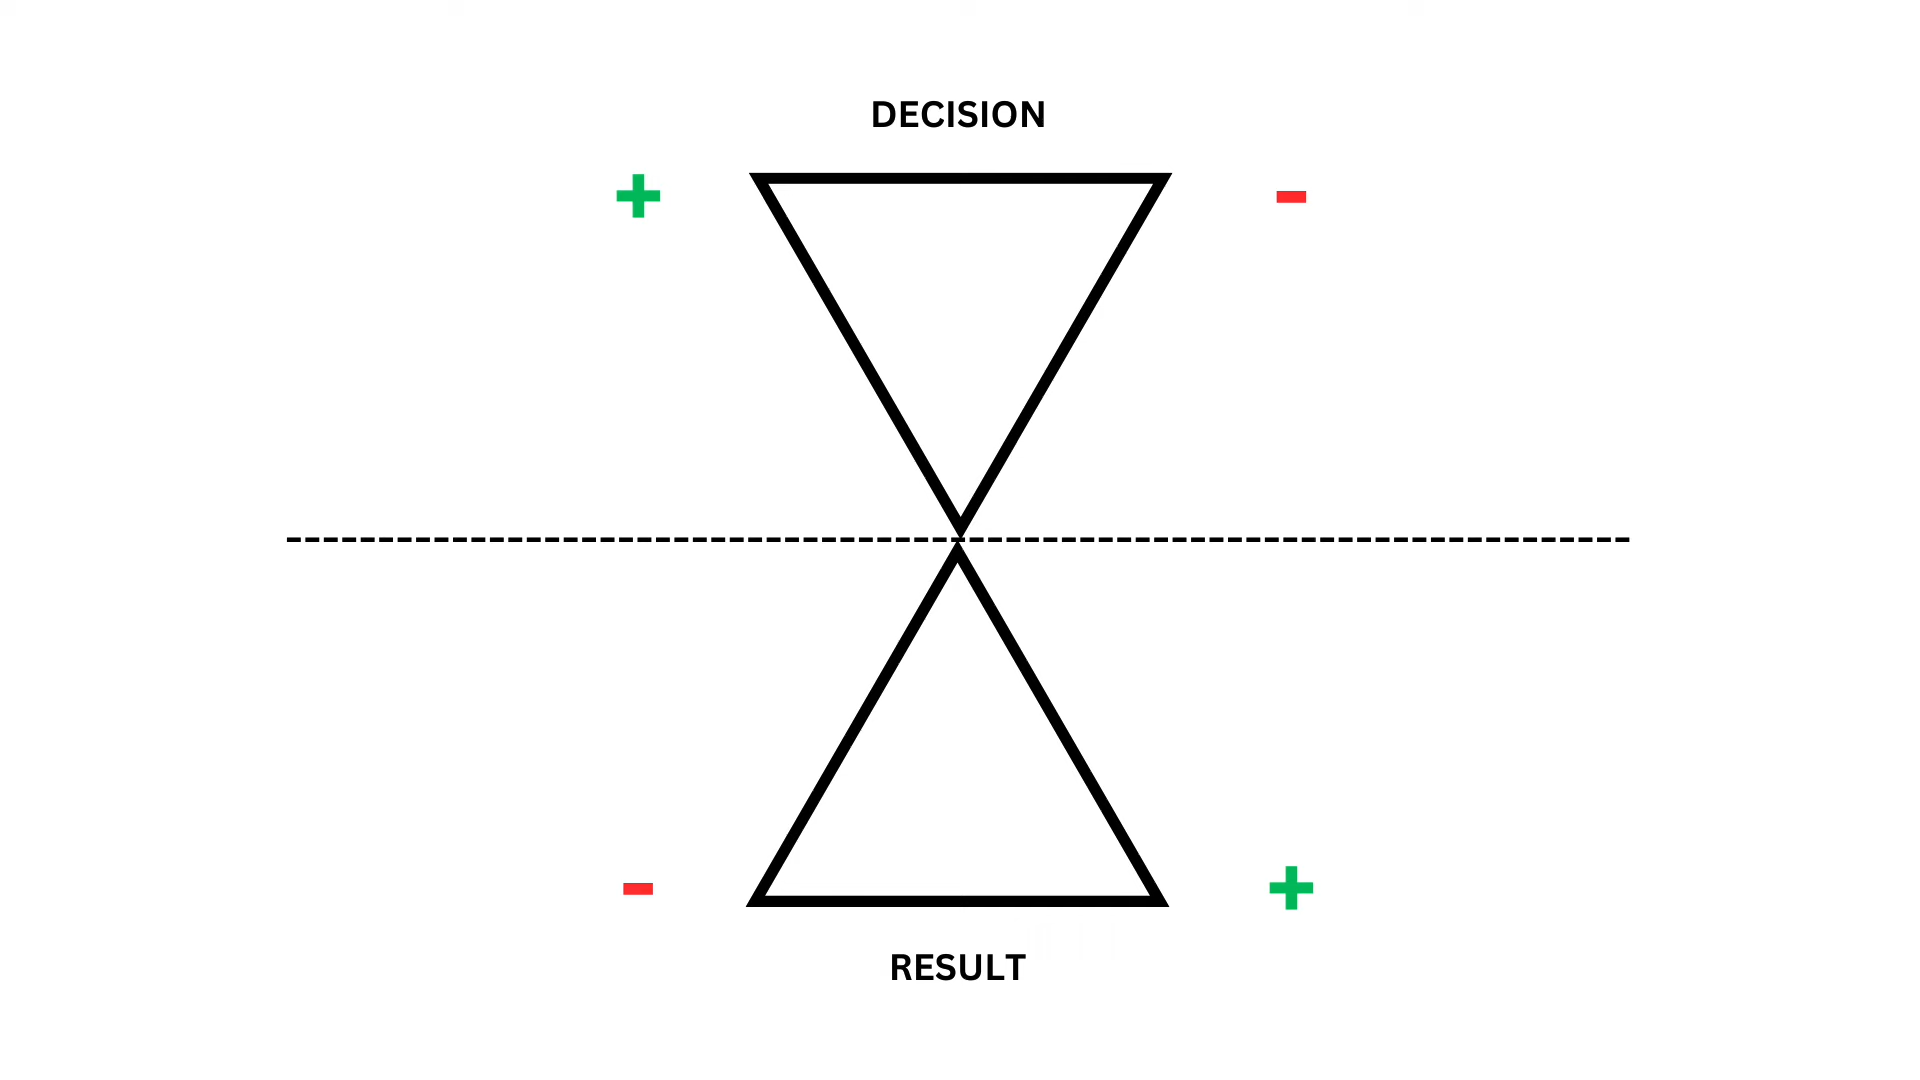 DECISION
+ -
- +
RESULT